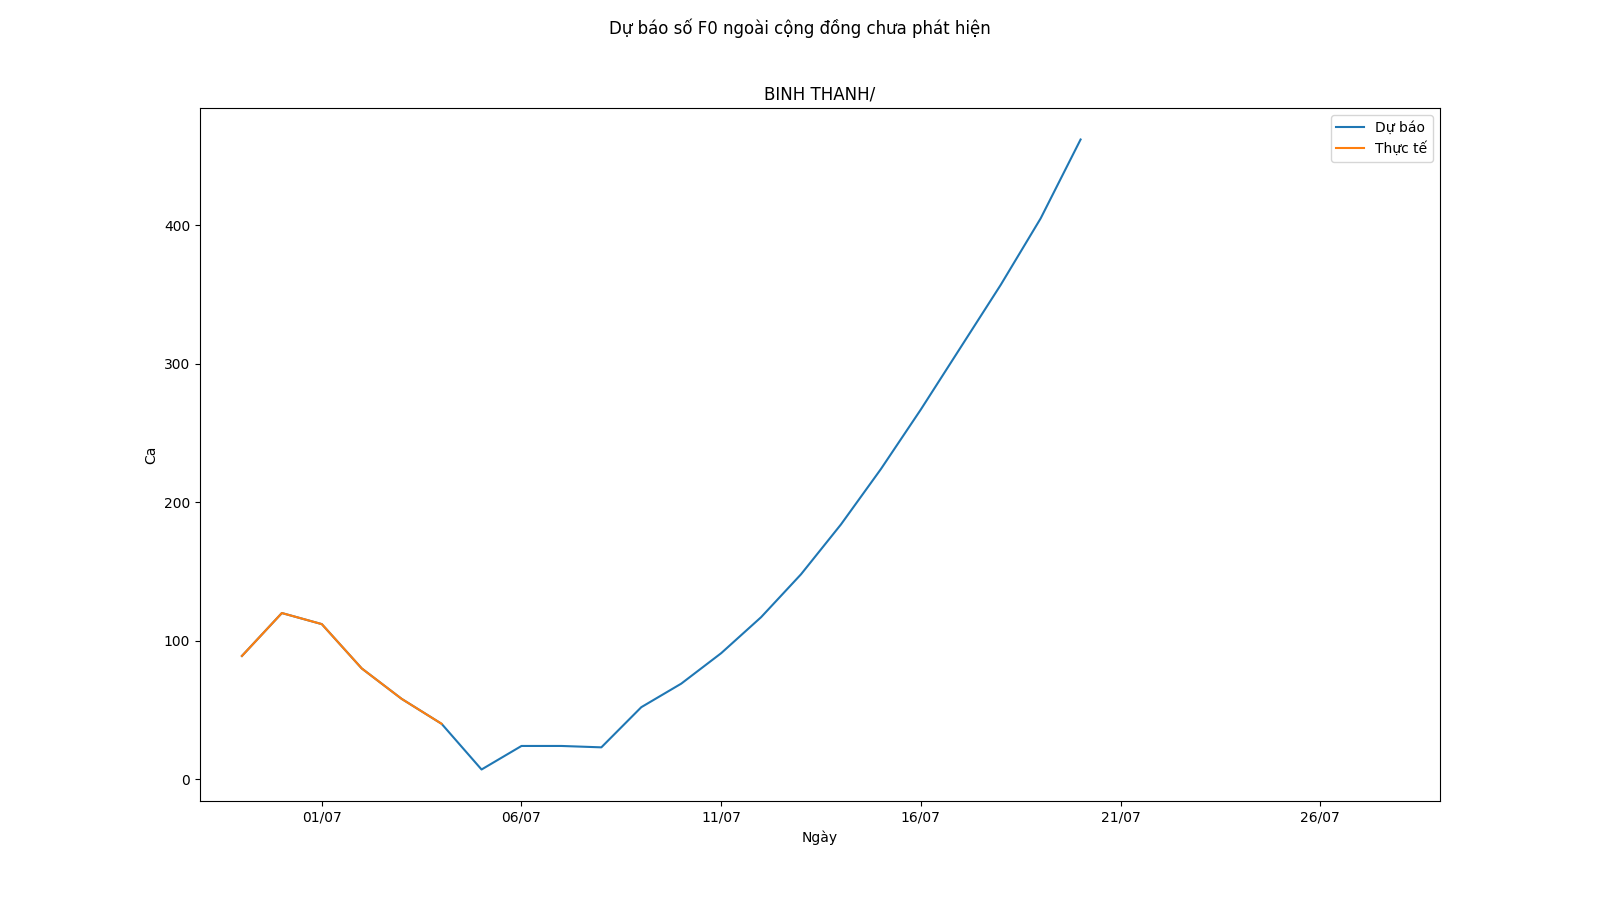 Dự báo số F0 ngoài cộng đồng chưa phát hiện
BINH THANH/
Dự báo
Thực tế
400
300
200
100
0
Ca
01/07 06/07 11/07 16/07 21/07 26/07
Ngày